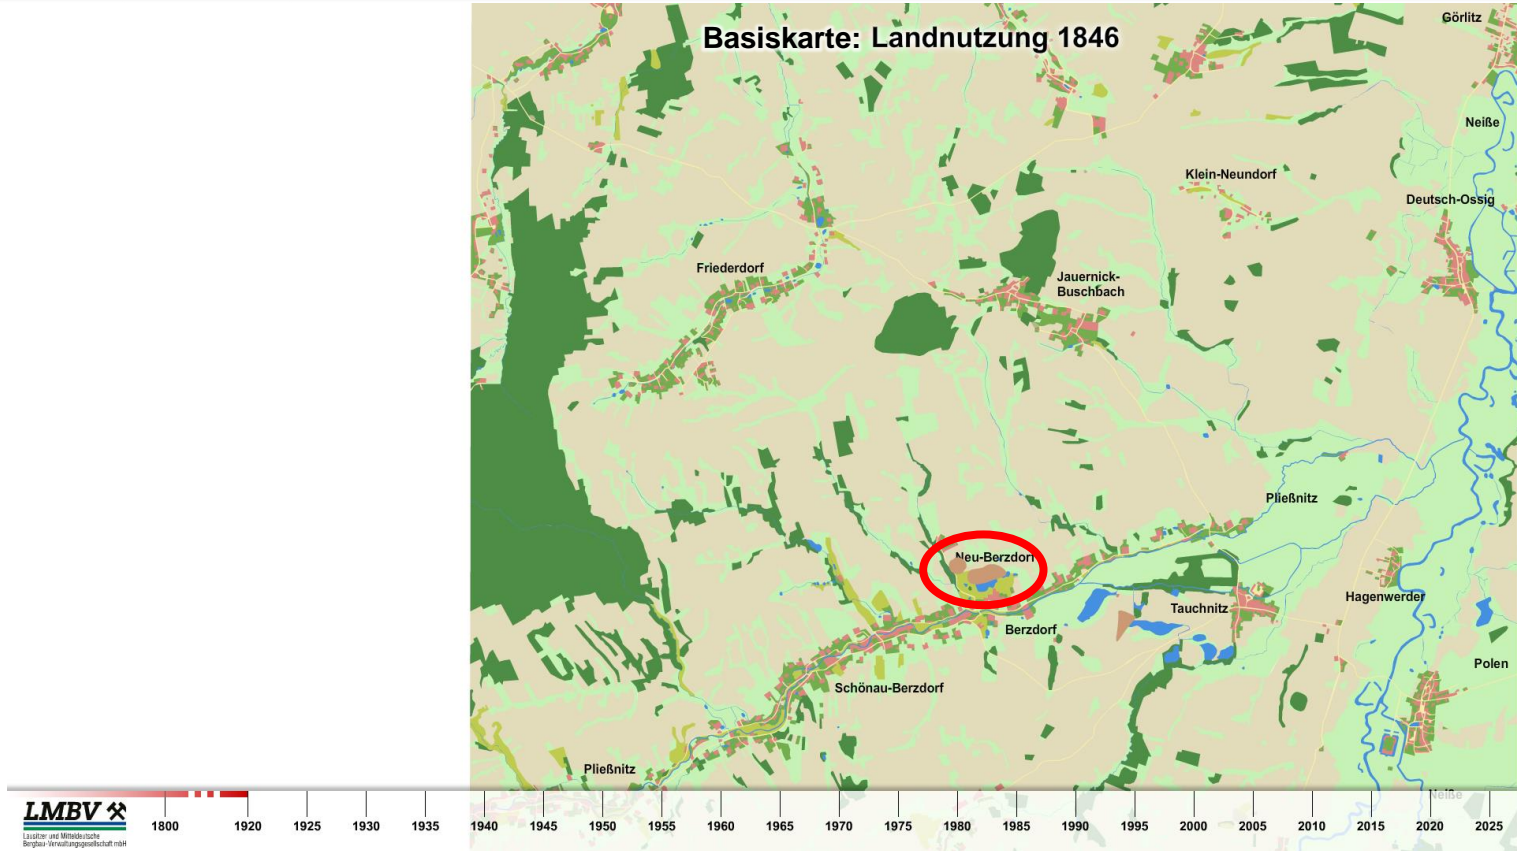 Basiskarte: Landnutzung 1846
Görlitz
Neiße
Klein-Neundorf
Deutsch-Ossig
Friederdorf
Jauernick-
Buschbach
Pließnitz
Neu-Berzdorf
Hagenwerder
Tauchnitz
Berzdorf
Polen
Schönau-Berzdorf
Pließnitz
Neiße
LMBV
Lausitzer und Mitteldeutsche
Bergbau-Verwaltungsgesellschaft mbH
1800 1920 1925 1930 1935 1940 1945 1950 1955 1960 1965 1970 1975 1980 1985 1990 1995 2000 2005 2010 2015 2020 2025